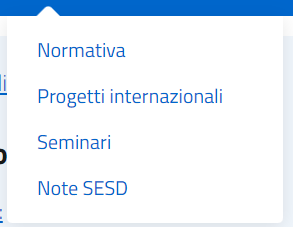 Normativa
Progetti internazionali
Seminari
Note SESD